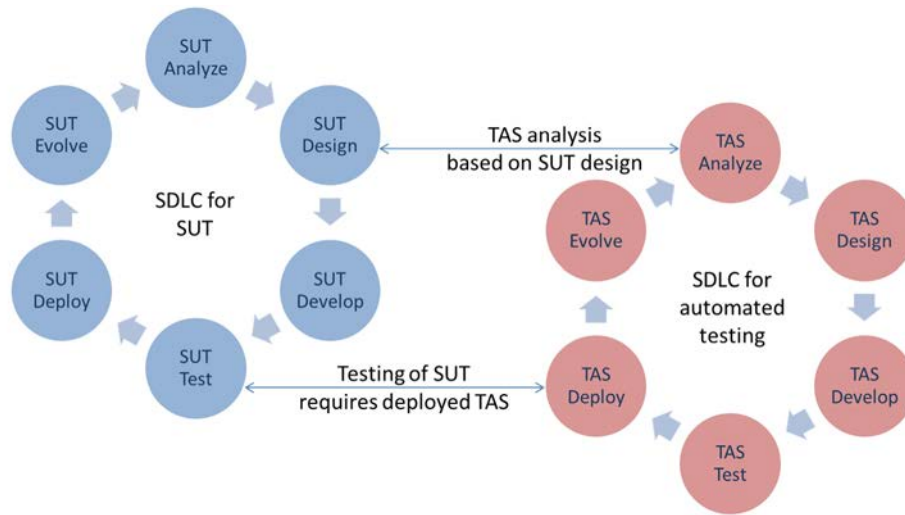 SUT
Analyze
SUT
Evolve
SUT
Design
SDLC for
SUT
SUT
Deploy
SUT
Develop
SUT
Test
TAS analysis
based on SUT design
Testing of SUT
requires deployed TAS
TAS
Analyze
TAS
Evolve
TAS
Design
SDLC for
automated
testing
TAS
Deploy
TAS
Develop
TAS
Test